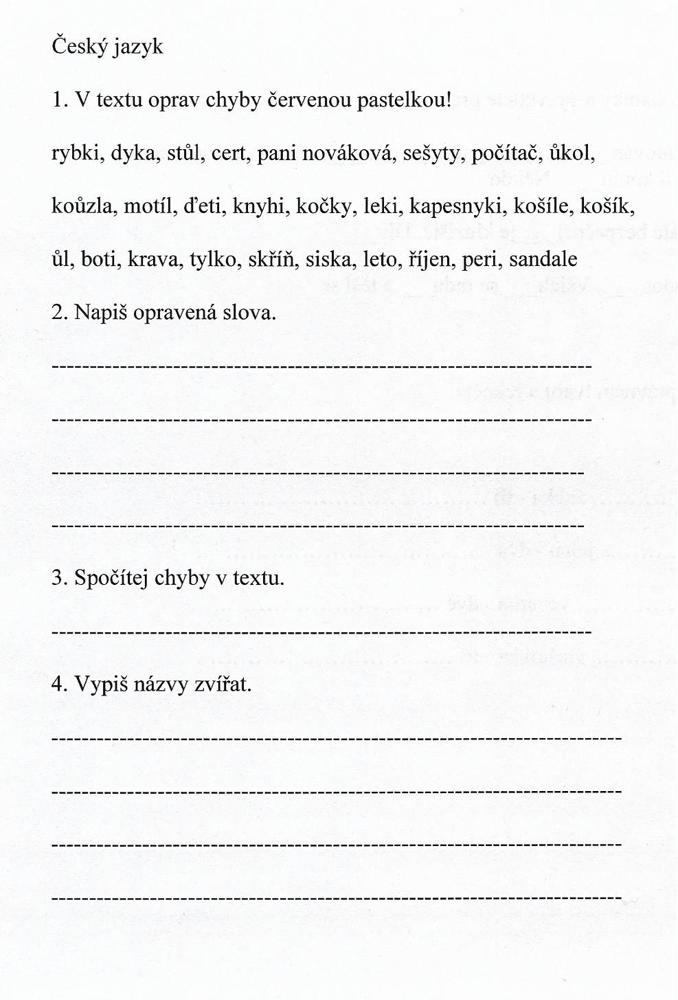 Český jazyk
1. V textu oprav chyby červenou pastelkou!
rybki, dyka, stůl, cert, pani nováková, sešyty, počítač, ůkol,
koůzla, motíl, ďeti, knyhi, kočky, leki, kapesnyki, košíle, košík,
ůl, boti, krava, tylko, skříň, siska, leto, říjen, peri, sandale
2. Napiš opravená slova.
3. Spočítej chyby v textu.
4. Vypiš názvy zvířat.